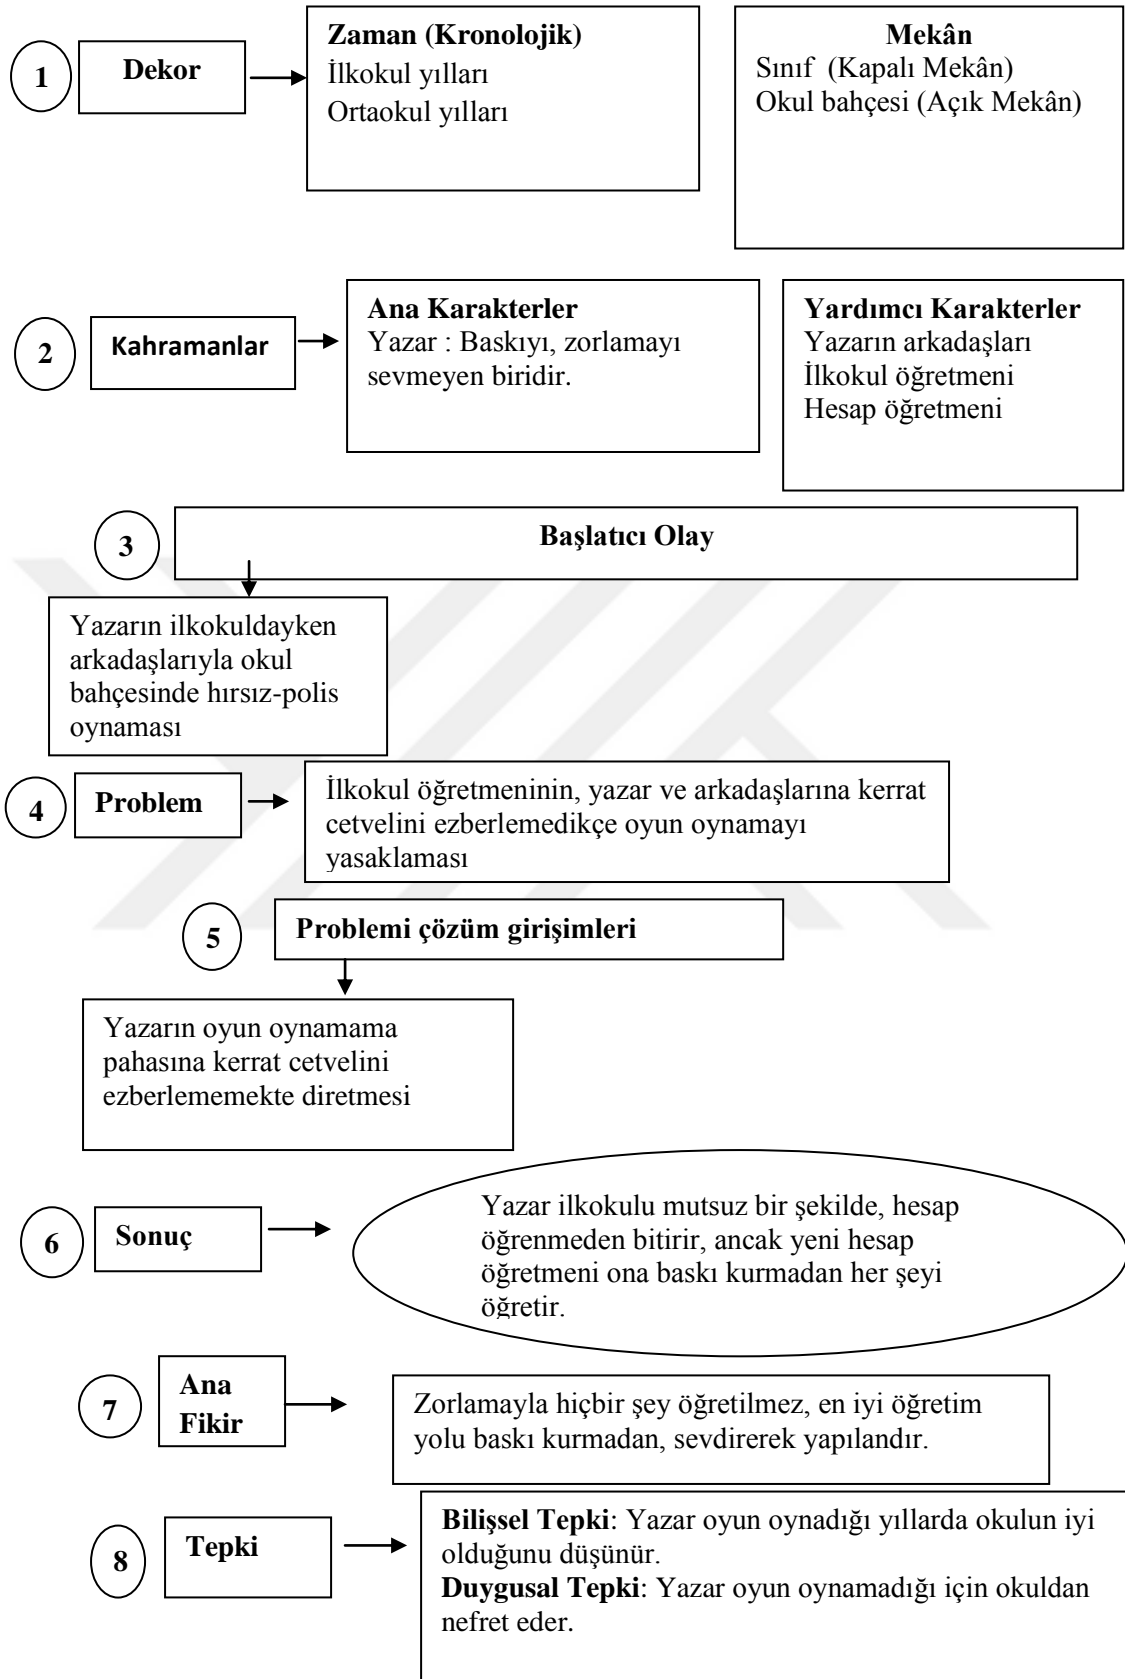 1
Dekor
Zaman (Kronolojik)
İlkokul yılları
Ortaokul yılları
Mekân
Sınıf (Kapalı Mekân)
Okul bahçesi (Açık Mekân)
2
Kahramanlar
Ana Karakterler
Yazar : Baskıyı, zorlamayı
sevmeyen biridir.
Yardımcı Karakterler
Yazarın arkadaşları
İlkokul öğretmeni
Hesap öğretmeni
3
Başlatıcı Olay
Yazarın ilkokuldayken
arkadaşlarıyla okul
bahçesinde hırsız-polis
oynaması
4
Problem
İlkokul öğretmeninin, yazar ve arkadaşlarına kerrat
cetvelini ezberlemedikçe oyun oynamayı
yasaklaması
5
Problemi çözüm girişimleri
Yazarın oyun oynamama
pahasına kerrat cetvelini
ezberlememekte diretmesi
6
Sonuç
Yazar ilkokulu mutsuz bir şekilde, hesap
öğrenmeden bitirir, ancak yeni hesap
öğretmeni ona baskı kurmadan her şeyi
öğretir.
7
Ana
Fikir
Zorlamayla hiçbir şey öğretilmez, en iyi öğretim
yolu baskı kurmadan, sevdirerek yapılandır.
8
Tepki
Bilişsel Tepki: Yazar oyun oynadığı yıllarda okulun iyi
olduğunu düşünür.
Duygusal Tepki: Yazar oyun oynamadığı için okuldan
nefret eder.